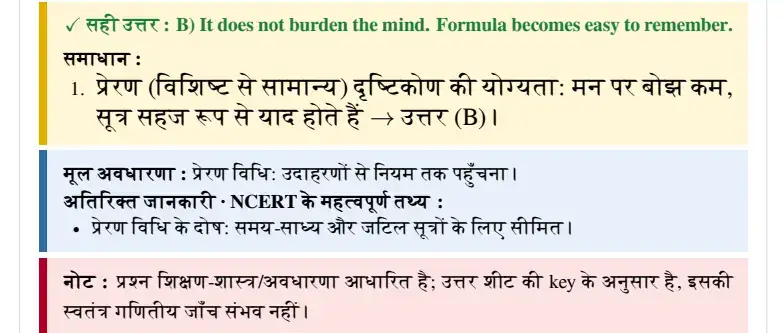 ✓ सही उत्तर : B) It does not burden the mind. Formula becomes easy to remember.
समाधान :
1. प्रेरण (विशिष्ट से सामान्य) दृष्टिकोण की योग्यता: मन पर बोझ कम,
सूत्र सहज रूप से याद होते हैं → उत्तर (B)।
मूल अवधारणा : प्रेरण विधि: उदाहरणों से नियम तक पहुँचना।
अतिरिक्त जानकारी · NCERT के महत्वपूर्ण तथ्य :
• प्रेरण विधि के दोष: समय-साध्य और जटिल सूत्रों के लिए सीमित।
नोट : प्रश्न शिक्षण-शास्त्र/अवधारणा आधारित है; उत्तर शीट की key के अनुसार है, इसकी
स्वतंत्र गणितीय जाँच संभव नहीं।